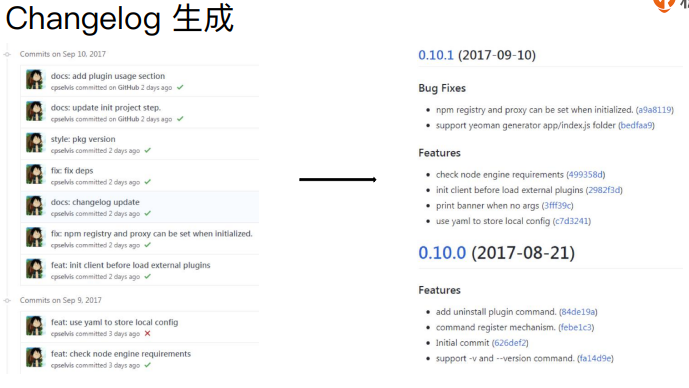 Changelog 生成
Commits on Sep 10, 2017
docs: add plugin usage section
cpselvis committed on GitHub 2 days ago
docs: update init project step.
cpselvis committed on GitHub 2 days ago
style: pkg version
cpselvis committed 2 days ago
fix: fix deps
cpselvis committed 2 days ago
docs: changelog update
cpselvis committed 2 days ago
fix: npm registry and proxy can be set when initialized.
cpselvis committed 2 days ago
feat: init client before load external plugins
cpselvis committed 2 days ago
Commits on Sep 9, 2017
feat: use yaml to store local config
cpselvis committed 3 days ago
feat: check node engine requirements
cpselvis committed 3 days ago
0.10.1 (2017-09-10)
Bug Fixes
npm registry and proxy can be set when initialized. (a9a8119)
support yeoman generator app/index.js folder (bedfaa9)
Features
check node engine requirements (499358d)
init client before load external plugins (2982f3d)
print banner when no args (3fff39c)
use yaml to store local config (c7d3241)
0.10.0 (2017-08-21)
Features
add uninstall plugin command. (84de19a)
command register mechanism. (febe1c3)
Initial commit (626def2)
support -v and --version command. (fa14d9e)